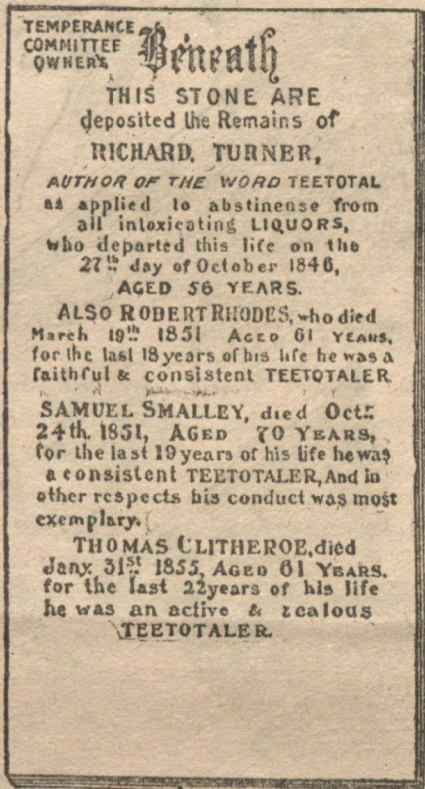 TEMPERANCE
COMMITTEE
OWNERS
Beneath
THIS STONE ARE
deposited the Remains of
RICHARD. TURNER,
AUTHOR OF THE WORD TEETOTAL
as applied to abstinense from
all intoxicating LIQUORS,
who departed this life on the
27th day of October 1846,
AGED 56 YEARS.
ALSO ROBERT RHODES, who died
March 19th 1851 AGED 61 YEARS,
for the last 18 years of his life he was a
faithful & consistent TEETOTALER
SAMUEL SMALLEY, died Octr
24th. 1851, AGED 70 YEARS,
for the last 19 years of his life he was
a consistent TEETOTALER, And in
other respects his conduct was most
exemplary.
THOMAS CLITHEROE, died
Jany. 31st 1855, AGED 61 YEARS.
for the last 22 years of his life
he was an active & zealous
TEETOTALER.